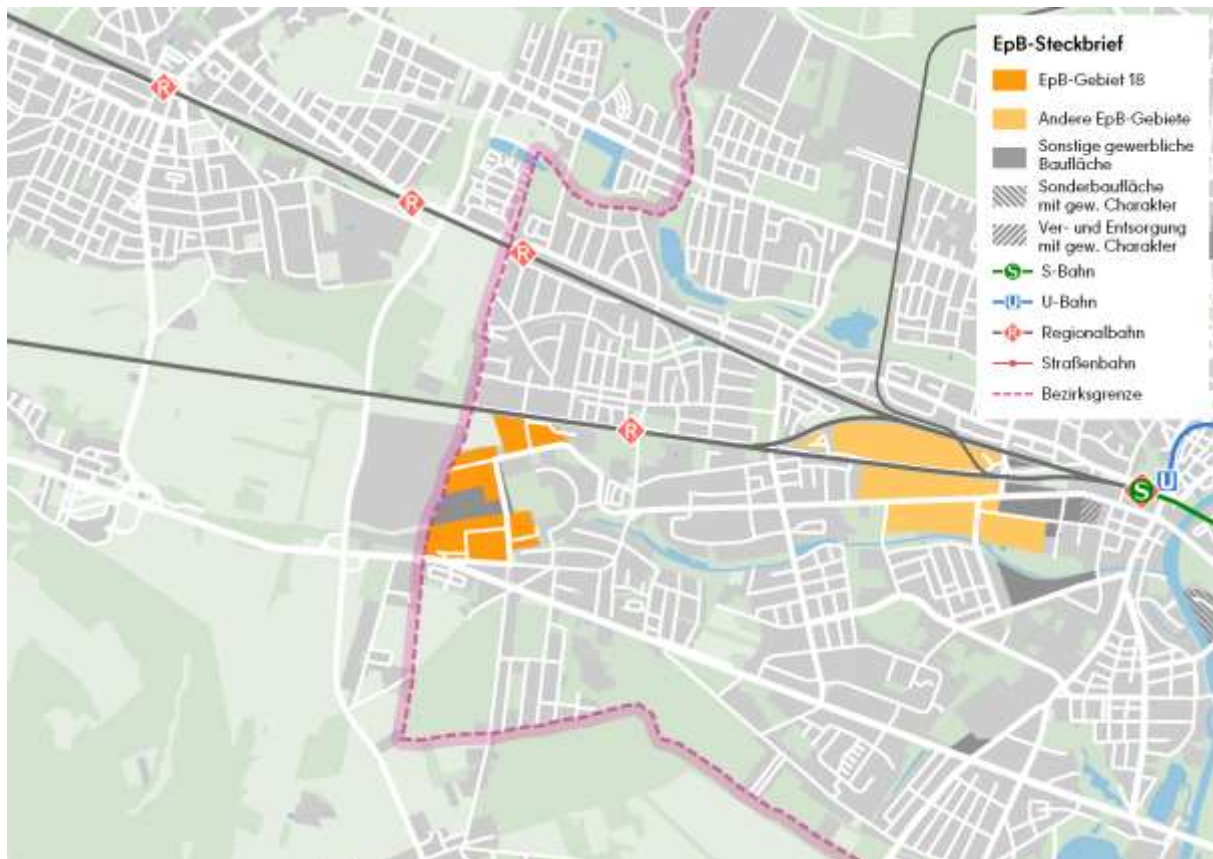 EpB-Steckbrief
EpB-Gebiet 18
Andere EpB-Gebiete
Sonstige gewerbliche
Baufläche
Sonderbaufläche
mit gew. Charakter
Ver- und Entsorgung
mit gew. Charakter
S S-Bahn
U U-Bahn
R Regionalbahn
Straßenbahn
Bezirksgrenze
R
R
R
R
S
U